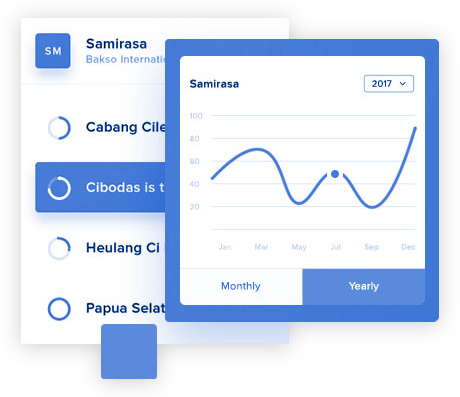 SM
Samirasa
Bakso Internatio
Cabang Cile
Cibodas is t
Heulang Ci
Papua Selat
Samirasa
2017
100
80
60
40
20
Jan Mar May Jul Sep Dec
Monthly Yearly